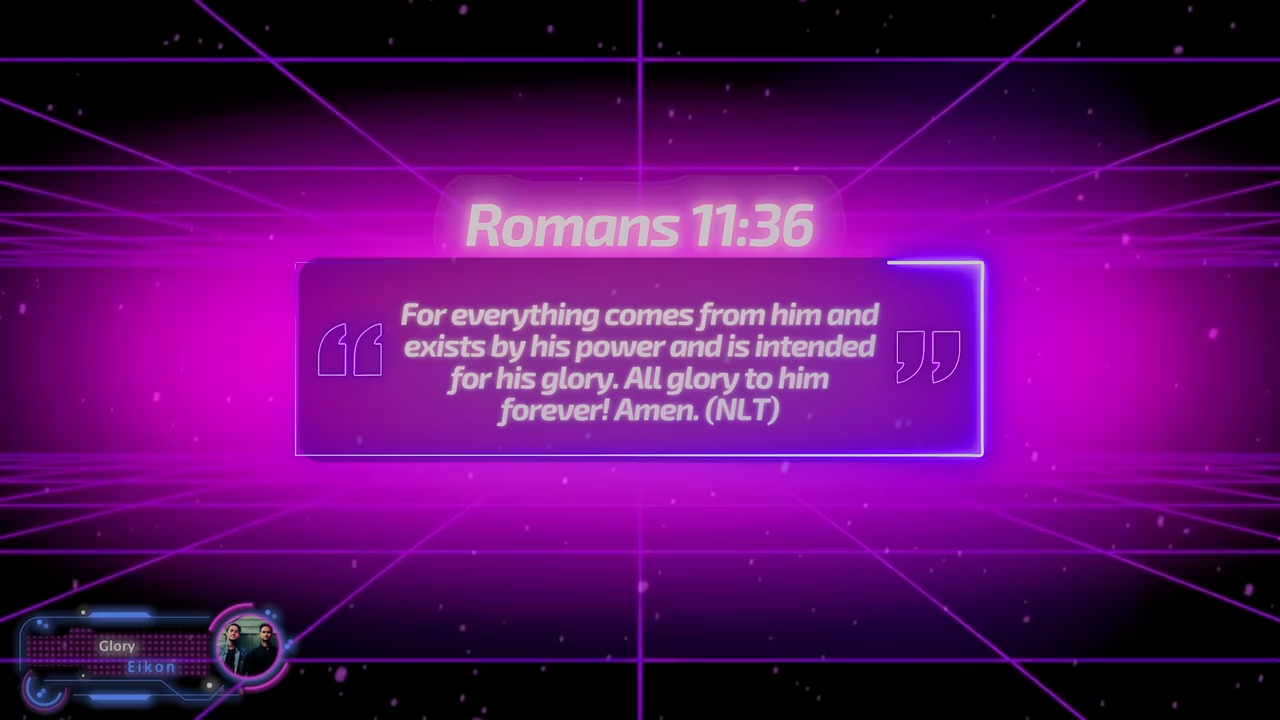 Romans 11:36
For everything comes from him and
exists by his power and is intended
for his glory. All glory to him
forever! Amen. (NLT)
Glory
Eikon